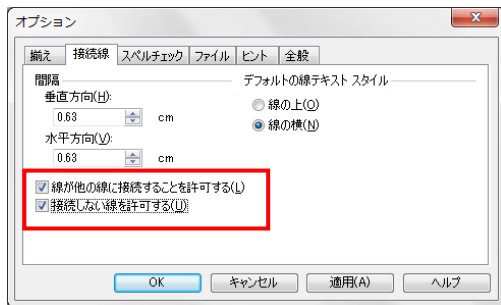 オプション
揃え 接続線 スペルチェック ファイル ヒント 全般
間隔
垂直方向(H):
0.63 cm
水平方向(V):
0.63 cm
デフォルトの線テキスト スタイル
線の上(O)
線の横(N)
線が他の線に接続することを許可する(L)
接続しない線を許可する(U)
OK キャンセル 適用(A) ヘルプ